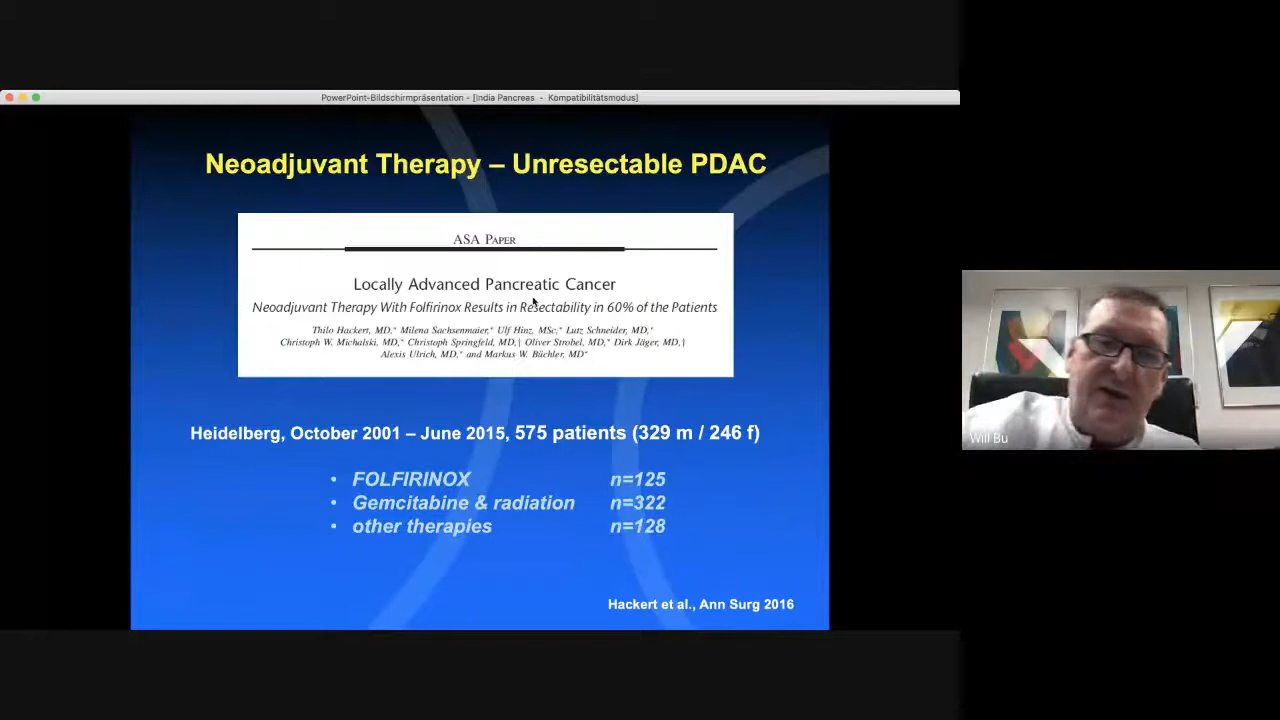 PowerPoint-Bildschirmpräsentation - [India Pancreas - Kompatibilitätsmodus]
Neoadjuvant Therapy – Unresectable PDAC
ASA PAPER
Locally Advanced Pancreatic Cancer
Neoadjuvant Therapy With Folfirinox Results in Resectability in 60% of the Patients
Thilo Hackert, MD,* Milena Sachsenmaier,* Ulf Hinz, MSc,* Lutz Schneider, MD,*
Christoph W. Michalski, MD,* Christoph Springfeld, MD,† Oliver Strobel, MD,* Dirk Jäger, MD,†
Alexis Ulrich, MD,* and Markus W. Büchler, MD*
Heidelberg, October 2001 – June 2015, 575 patients (329 m / 246 f)
• FOLFIRINOX n=125
• Gemcitabine & radiation n=322
• other therapies n=128
Hackert et al., Ann Surg 2016
Will Bu